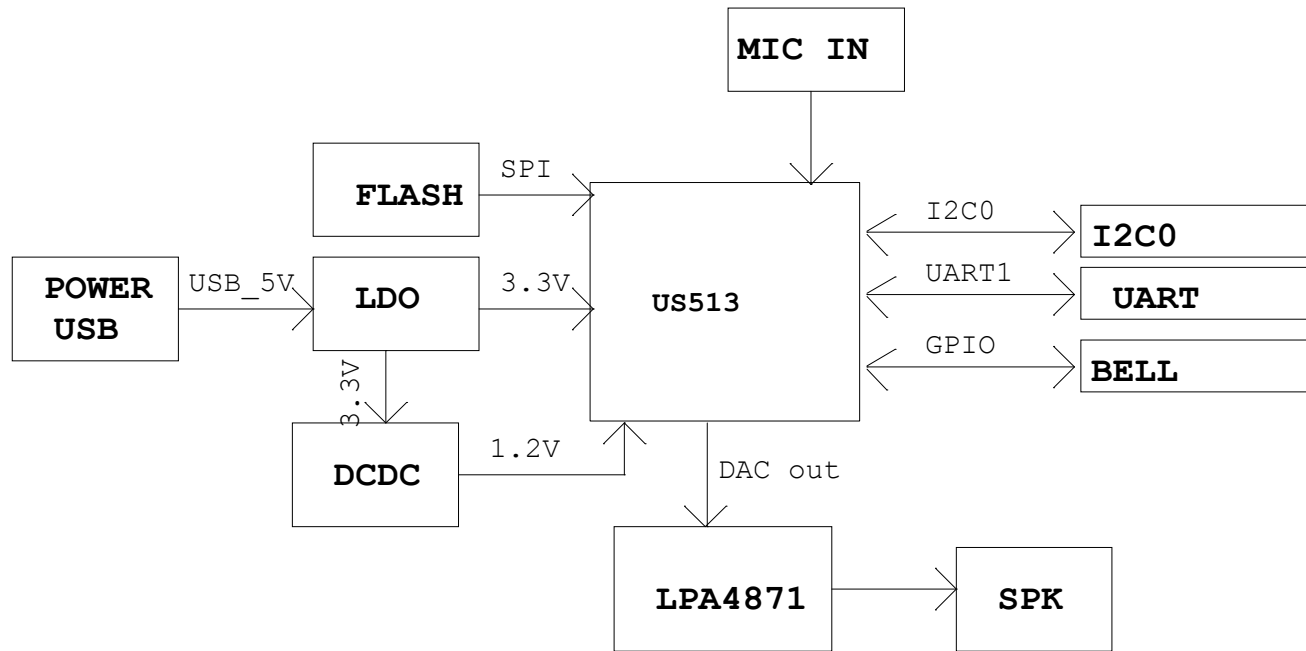 MIC IN
SPI
FLASH
I2C0
I2C0
POWER
USB
USB_5V
LDO
3.3V
US513
UART1
UART
GPIO
BELL
3.3V
DCDC
1.2V
DAC out
LPA4871
SPK